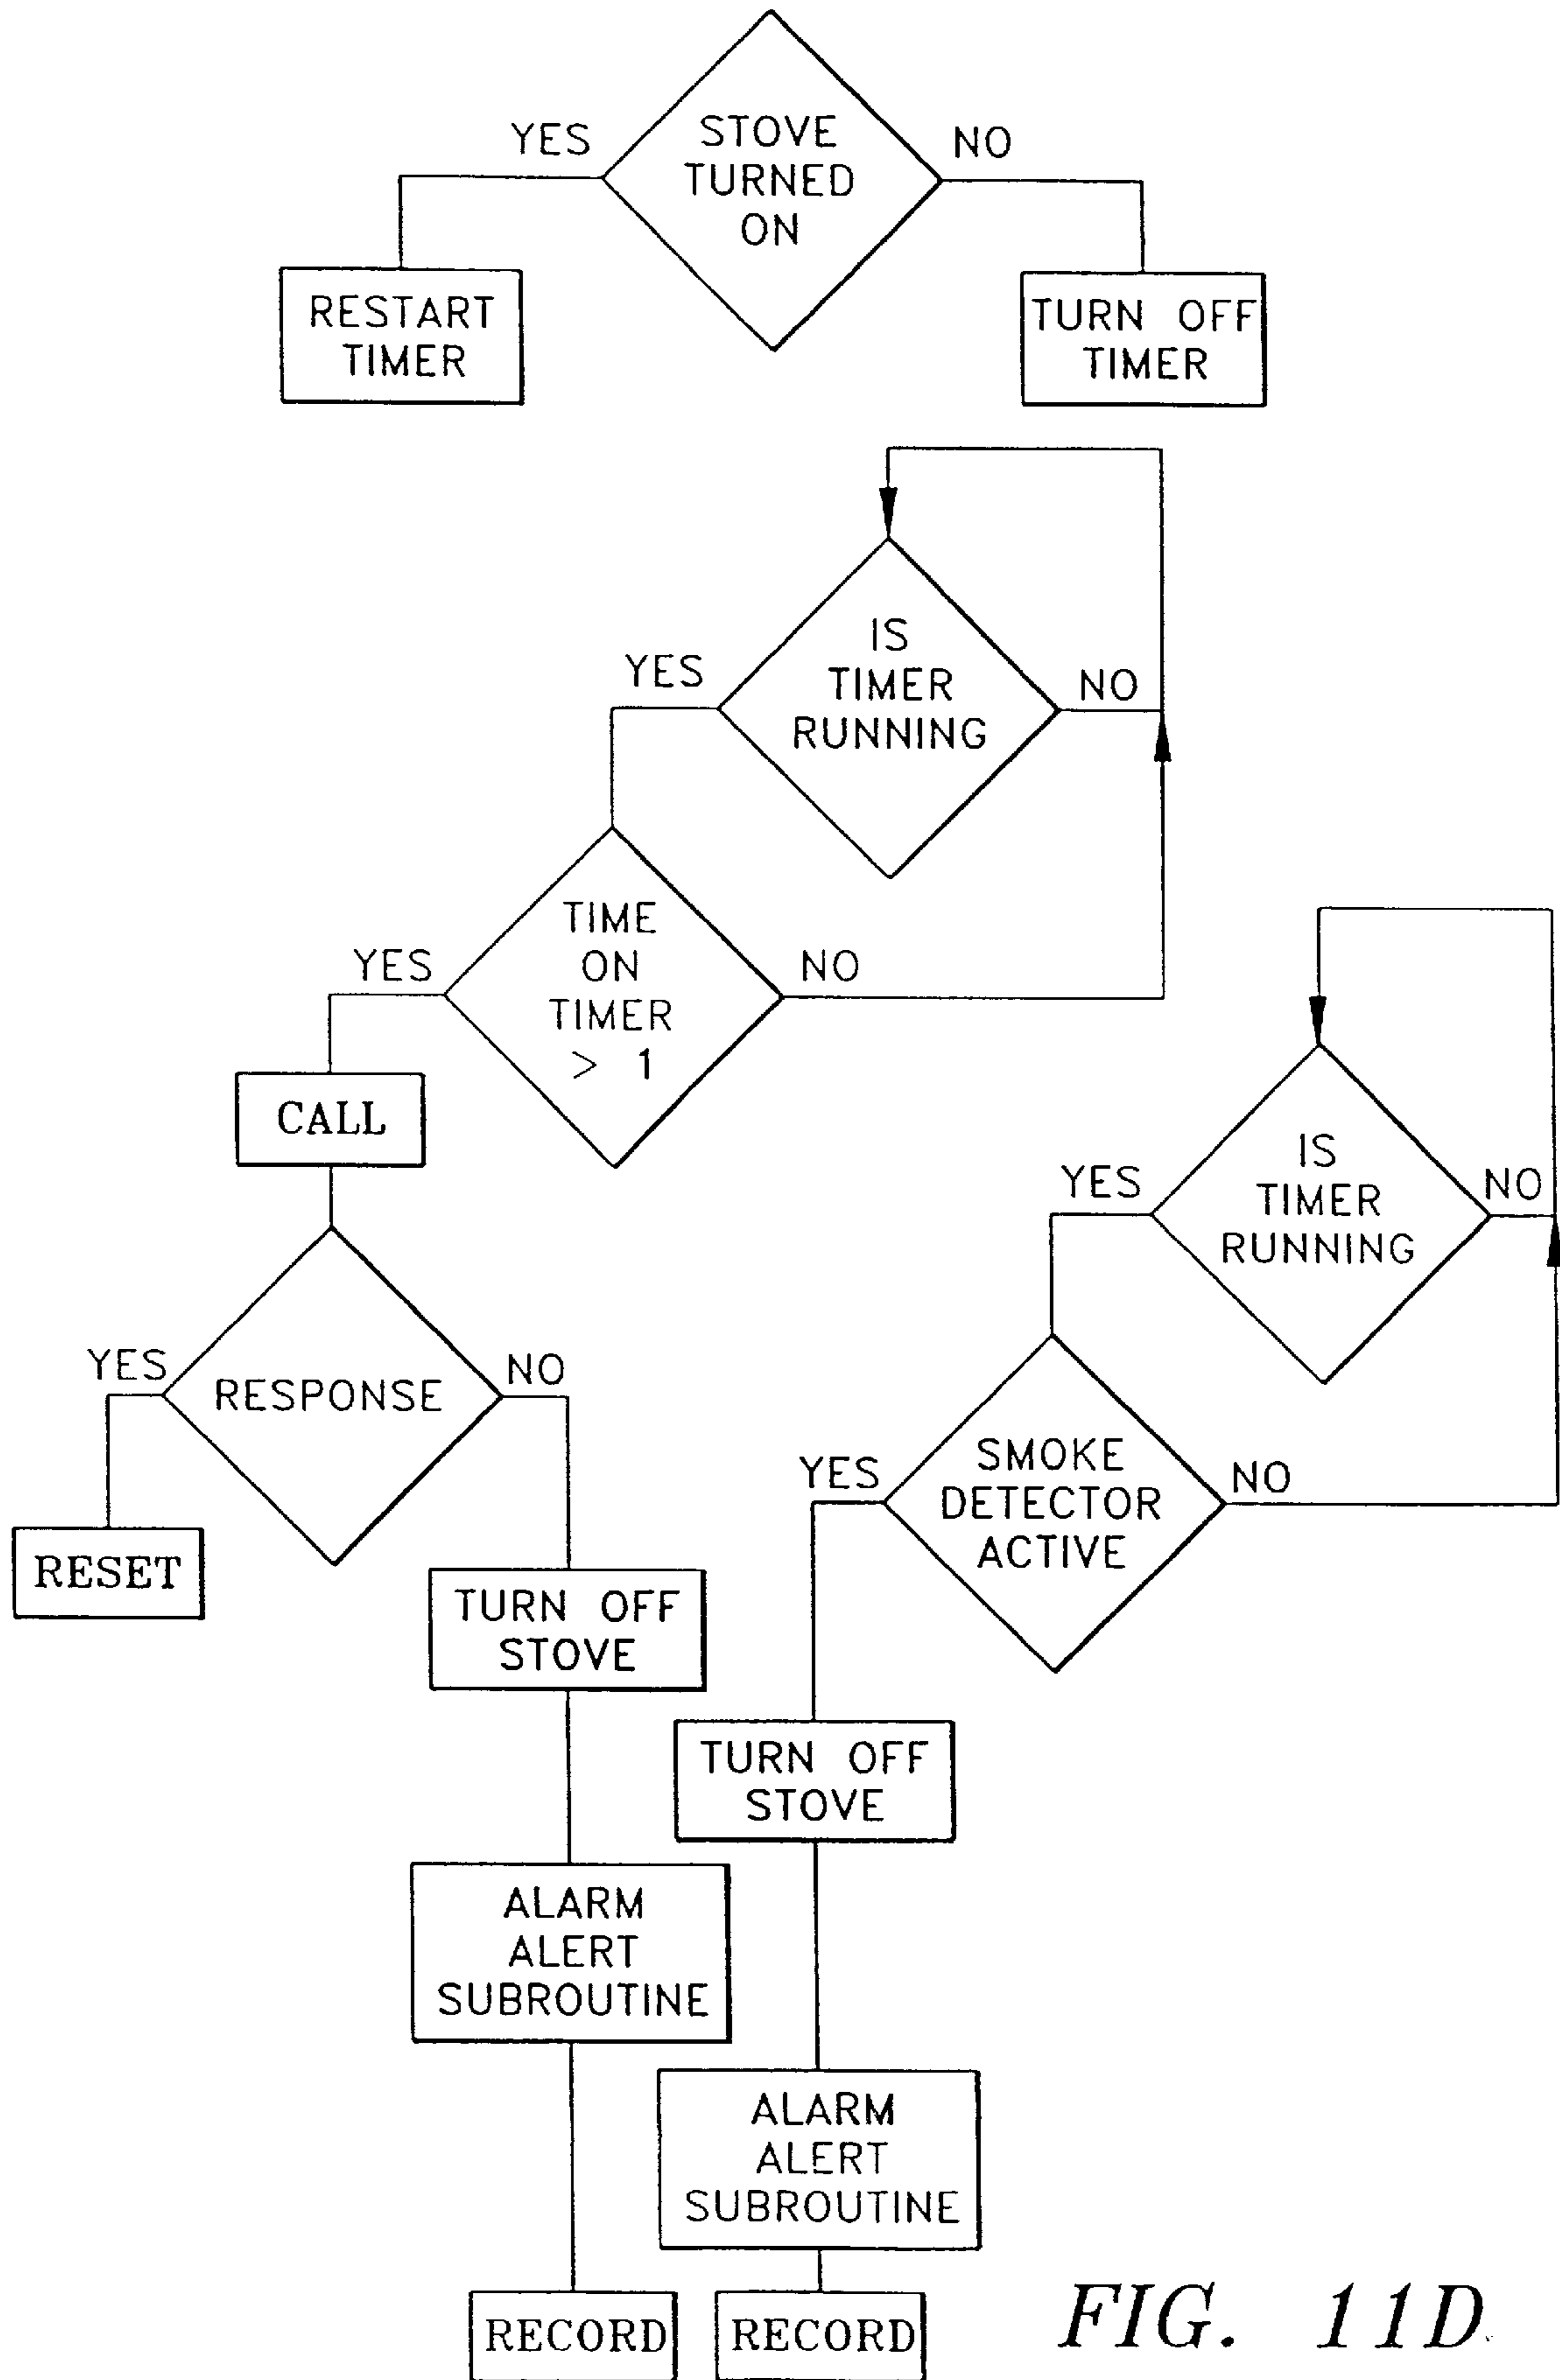 STOVE
TURNED
ON
YES
NO
RESTART
TIMER
TURN OFF
TIMER
IS
TIMER
RUNNING
YES
NO
TIME
ON
TIMER
> 1
YES
NO
CALL
IS
TIMER
RUNNING
YES
NO
RESPONSE
YES
NO
SMOKE
DETECTOR
ACTIVE
YES
NO
RESET
TURN OFF
STOVE
TURN OFF
STOVE
ALARM
ALERT
SUBROUTINE
ALARM
ALERT
SUBROUTINE
RECORD
RECORD
FIG. 11D